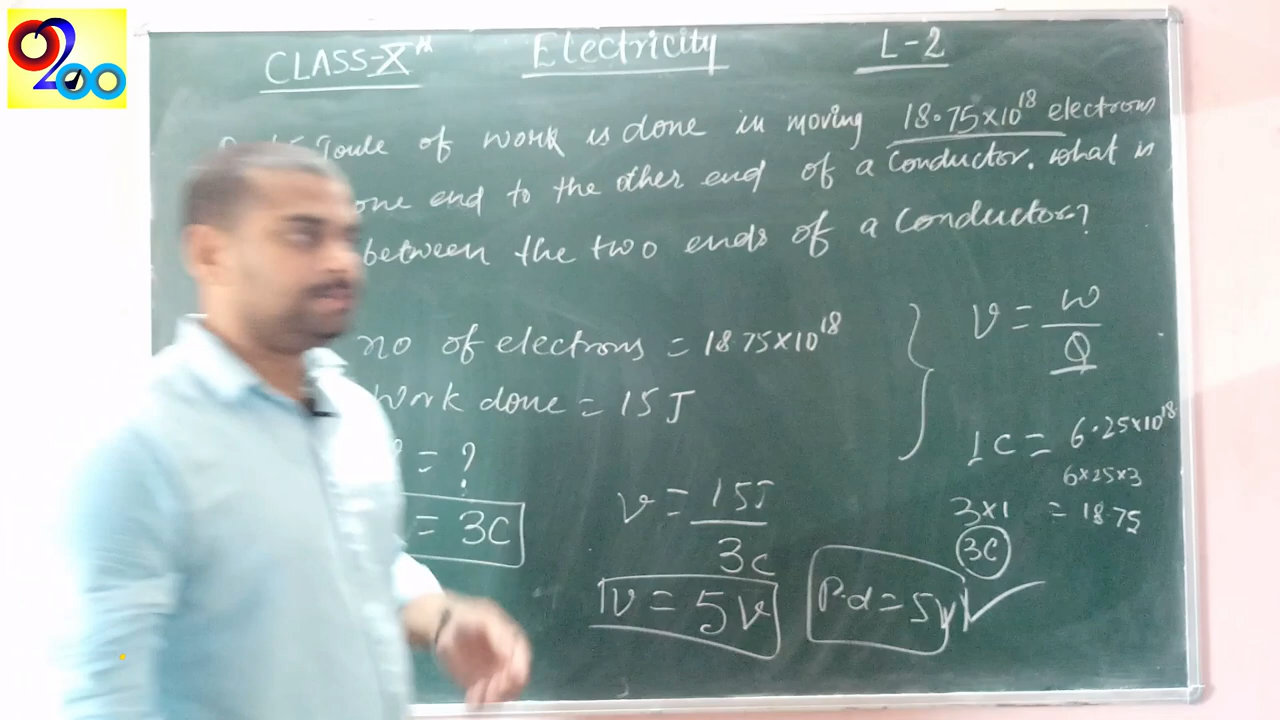 O2OO
CLASS-Xth Electricity L-2
Joule of work is done in moving 18.75×10^18 electrons
one end to the other end of a conductor. what is
between the two ends of a conductor?
no of electrons = 18 75×10^18
Work done = 15J
= ?
= 3C
v = 15J / 3C
v = 5V
P.d = 5V ✓
v = W / Q
1C = 6.25×10^18
6×25×3
3×1 = 18.75
3C